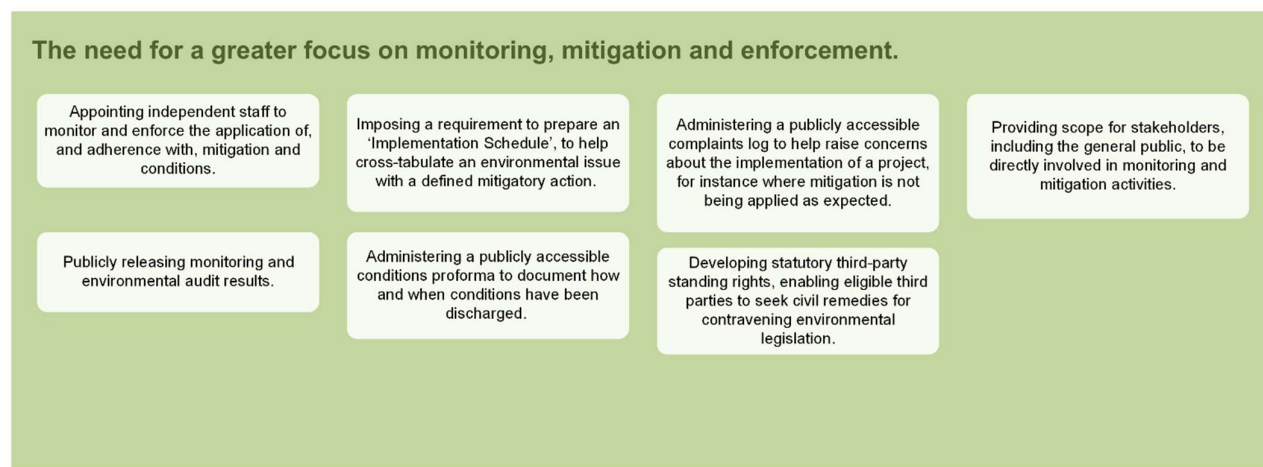 The need for a greater focus on monitoring, mitigation and enforcement.
Appointing independent staff to
monitor and enforce the application of,
and adherence with, mitigation and
conditions.
Imposing a requirement to prepare an
‘Implementation Schedule’, to help
cross-tabulate an environmental issue
with a defined mitigatory action.
Administering a publicly accessible
complaints log to help raise concerns
about the implementation of a project,
for instance where mitigation is not
being applied as expected.
Providing scope for stakeholders,
including the general public, to be
directly involved in monitoring and
mitigation activities.
Publicly releasing monitoring and
environmental audit results.
Administering a publicly accessible
conditions proforma to document how
and when conditions have been
discharged.
Developing statutory third-party
standing rights, enabling eligible third
parties to seek civil remedies for
contravening environmental
legislation.